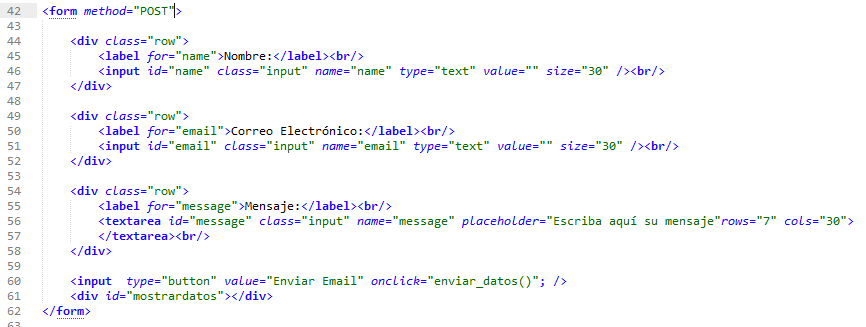 42 <form method="POST">
43
44 <div class="row">
45 <label for="name">Nombre:</label><br/>
46 <input id="name" class="input" name="name" type="text" value="" size="30" /><br/>
47 </div>
48
49 <div class="row">
50 <label for="email">Correo Electrónico:</label><br/>
51 <input id="email" class="input" name="email" type="text" value="" size="30" /><br/>
52 </div>
53
54 <div class="row">
55 <label for="message">Mensaje:</label><br/>
56 <textarea id="message" class="input" name="message" placeholder="Escriba aquí su mensaje"rows="7" cols="30">
57 </textarea><br/>
58 </div>
59
60 <input  type="button" value="Enviar Email" onclick="enviar_datos()"; />
61 <div id="mostrardatos"></div>
62 </form>
63